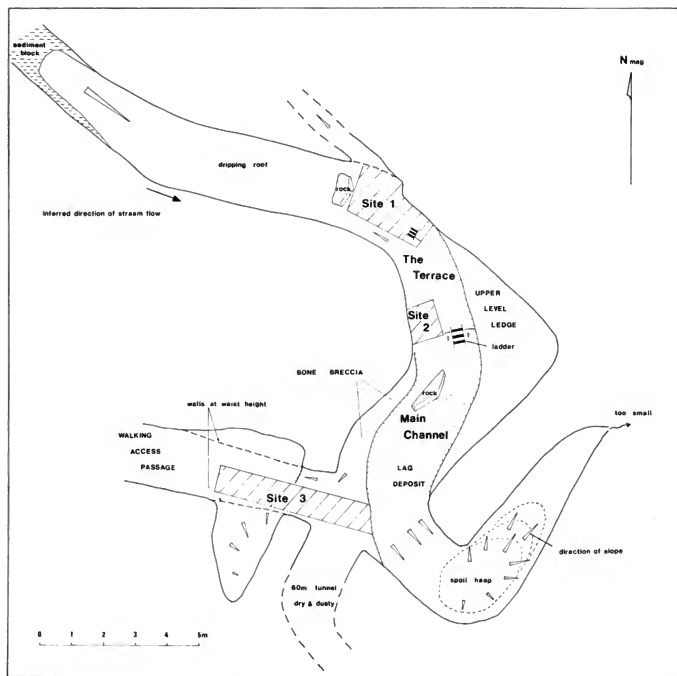 sediment
block
N mag
dripping roof
rock
Site 1
Inferred direction of stream flow
The
Terrace
UPPER
LEVEL
LEDGE
Site
2
ladder
BONE BRECCIA
rock
too small
walls at waist height
Main
Channel
WALKING
ACCESS
PASSAGE
LAG
DEPOSIT
Site 3
direction of slope
spoil heap
60m tunnel
dry & dusty
0 1 2 3 4 5m